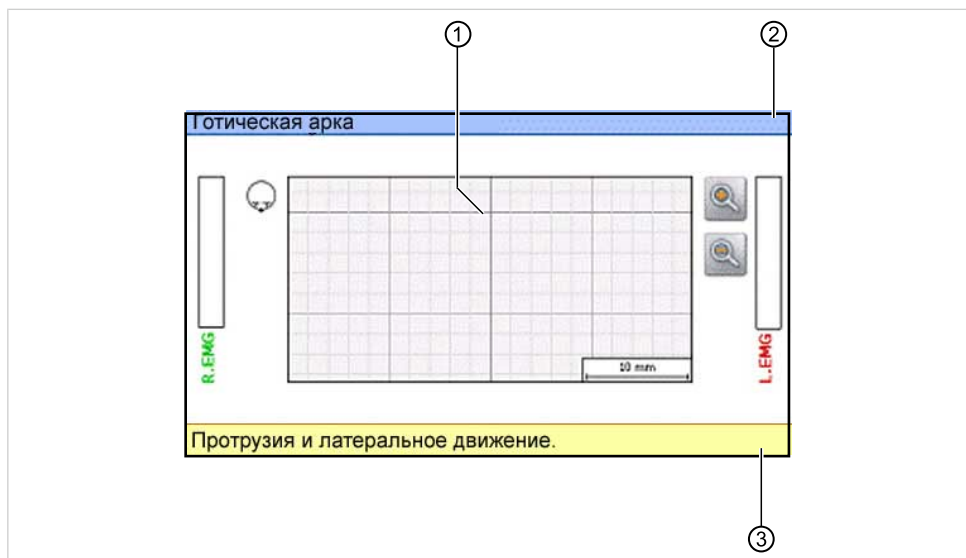 1
2
Готическая арка
R.EMG
L.EMG
10 mm
Протрузия и латеральное движение.
3